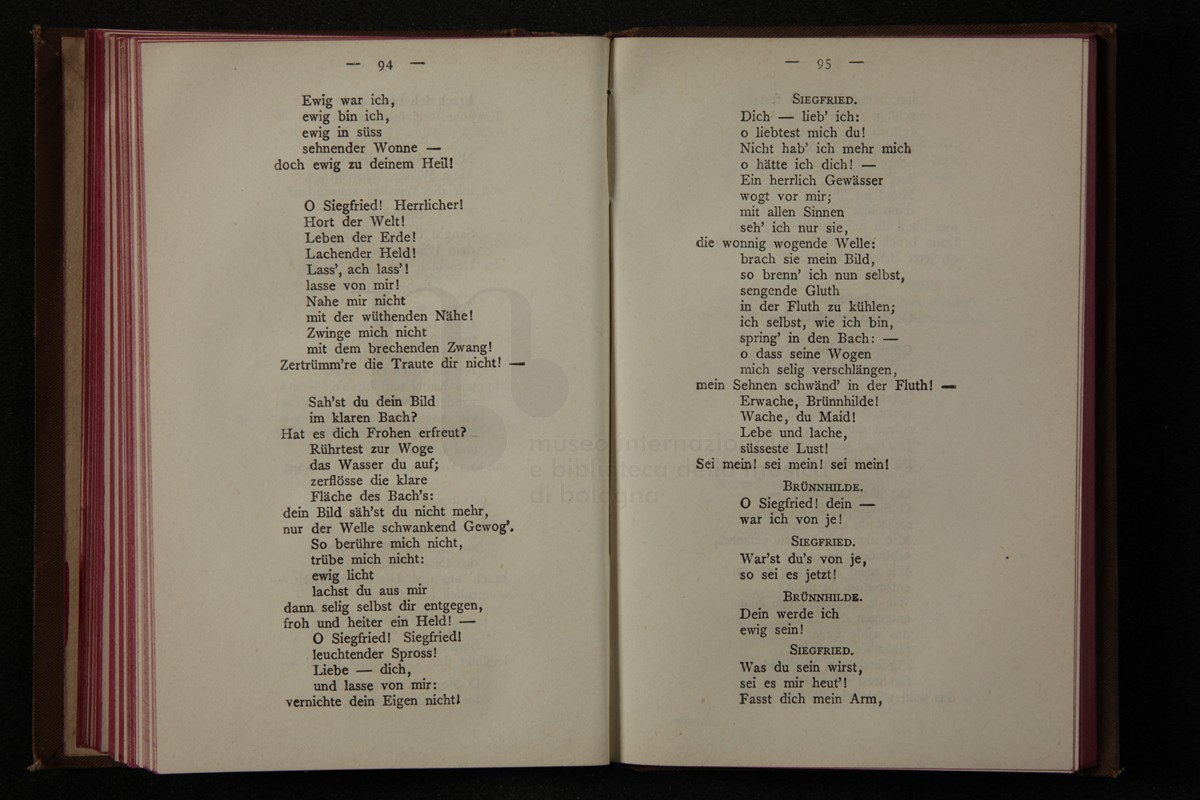 — 94 —
Ewig war ich,
ewig bin ich,
ewig in süss
sehnender Wonne —
doch ewig zu deinem Heil!
O Siegfried! Herrlicher!
Hort der Welt!
Leben der Erde!
Lachender Held!
Lass', ach lass'!
lasse von mir!
Nahe mir nicht
mit der wüthenden Nähe!
Zwinge mich nicht
mit dem brechenden Zwang!
Zertrümm're die Traute dir nicht! —
Sah'st du dein Bild
im klaren Bach?
Hat es dich Frohen erfreut?
Rührtest zur Woge
das Wasser du auf;
zerflösse die klare
Fläche des Bach's:
dein Bild säh'st du nicht mehr,
nur der Welle schwankend Gewog'.
So berühre mich nicht,
trübe mich nicht:
ewig licht
lachst du aus mir
dann selig selbst dir entgegen,
froh und heiter ein Held! —
O Siegfried! Siegfried!
leuchtender Spross!
Liebe — dich,
und lasse von mir:
vernichte dein Eigen nicht!
— 95 —
SIEGFRIED.
Dich — lieb' ich:
o liebtest mich du!
Nicht hab' ich mehr mich
o hätte ich dich! —
Ein herrlich Gewässer
wogt vor mir;
mit allen Sinnen
seh' ich nur sie,
die wonnig wogende Welle:
brach sie mein Bild,
so brenn' ich nun selbst,
sengende Gluth
in der Fluth zu kühlen;
ich selbst, wie ich bin,
spring' in den Bach: —
o dass seine Wogen
mich selig verschlängen,
mein Sehnen schwänd' in der Fluth! —
Erwache, Brünnhilde!
Wache, du Maid!
Lebe und lache,
süsseste Lust!
Sei mein! sei mein! sei mein!
BRÜNNHILDE.
O Siegfried! dein —
war ich von je!
SIEGFRIED.
War'st du's von je,
so sei es jetzt!
BRÜNNHILDE.
Dein werde ich
ewig sein!
SIEGFRIED.
Was du sein wirst,
sei es mir heut'!
Fasst dich mein Arm,
museo internazio
e biblioteca della
di bologna